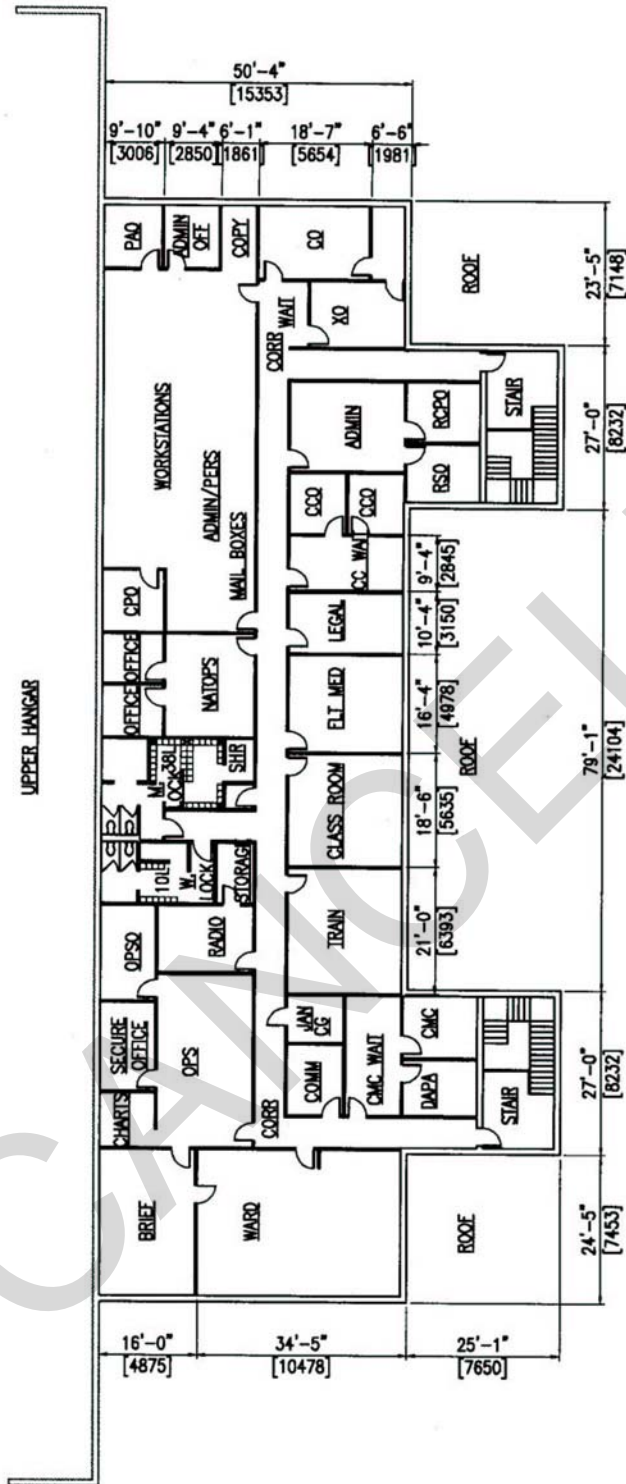 UPPER HANGAR
50'-4"
[15353]
9'-10"
[3006]
9'-4"
[2850]
6'-1"
[1861]
18'-7"
[5654]
6'-6"
[1981]
PAO
ADMIN
OFF
COPY
CO
WAIT
XO
CORR
ROOF
23'-5"
[7148]
WORKSTATIONS
ADMIN/PERS
MAIL BOXES
ADMIN
RCPO
STAIR
RSO
27'-0"
[8232]
CCO
CCO
CC WAIT
9'-4"
[2845]
CPO
OFFICE
OFFICE
NATOPS
LEGAL
10'-4"
[3150]
FLT MED
16'-4"
[4978]
ROOF
79'-1"
[24104]
M.
LOCK
38L
SHR
CLASS ROOM
18'-6"
[5635]
10L
W.
LOCK
STORAGE
TRAIN
21'-0"
[6393]
OPSO
RADIO
SECURE
OFFICE
OPS
CHARTS
JAN
CG
COMM
CMC WAIT
CMC
DAPA
STAIR
CORR
27'-0"
[8232]
BRIEF
WARD
ROOF
24'-5"
[7453]
16'-0"
[4875]
34'-5"
[10478]
25'-1"
[7650]